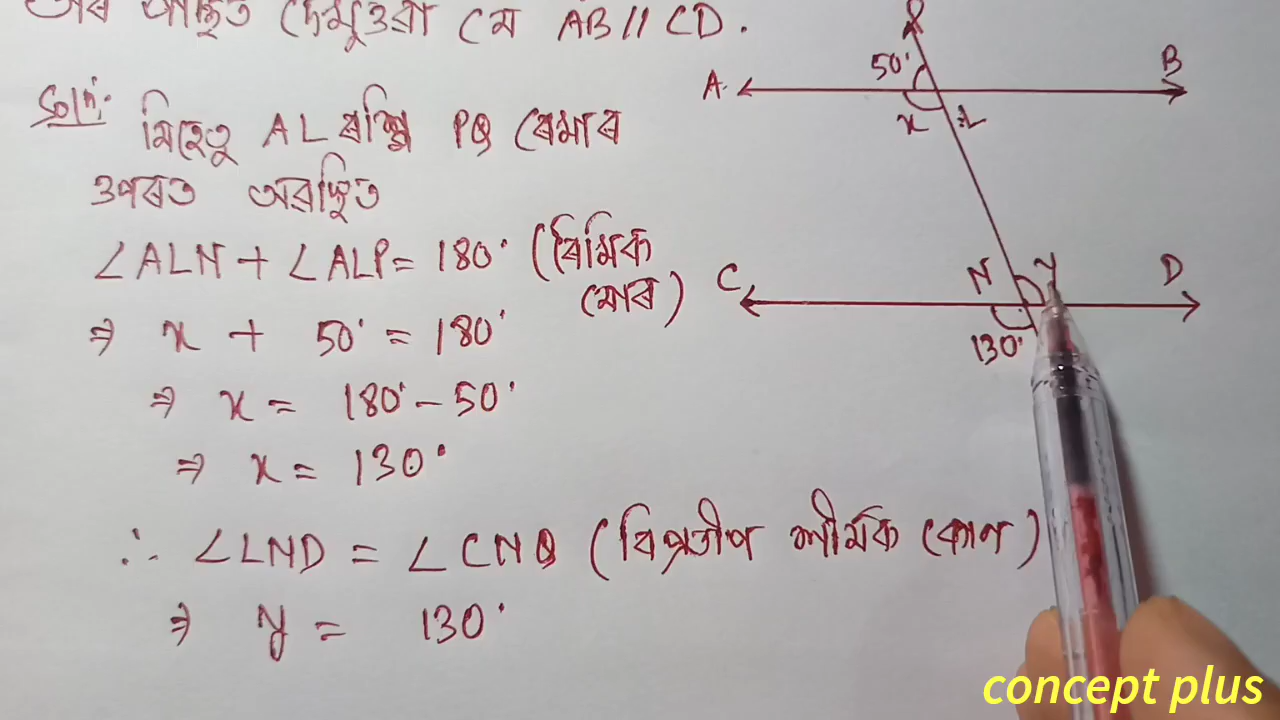 তাৰ পাছত দেখুওৱা যে AB // CD.
Solⁿ:
যিহেতু AL ৰশ্মি PQ ৰেখাৰ
ওপৰত অৱস্থিত
∠ALN + ∠ALP = 180° (ৰৈখিক
যোৰ)
⇒ x + 50° = 180°
⇒ x = 180° - 50°
⇒ x = 130°
∴ ∠LND = ∠CNQ (বিপ্ৰতীপ শীৰ্ষক কোণ)
⇒ y = 130°
50°
A
B
x
L
C
N
y
D
130°
concept plus